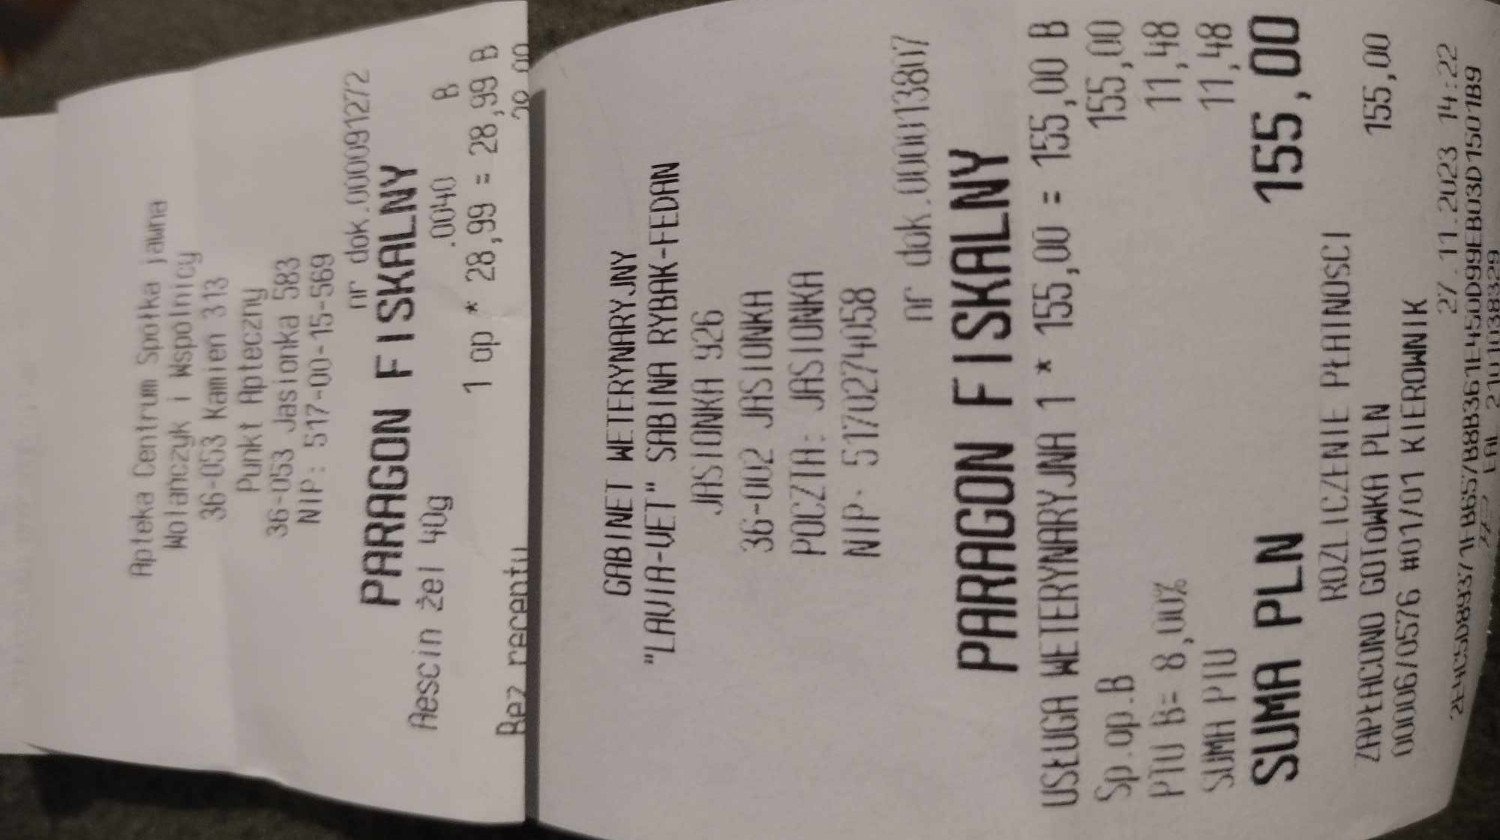 Apteka Centrum Spółka jawna
Wolańczyk i Wspólnicy
36-053 Kamień 313
Punkt Apteczny
36-053 Jasionka 583
NIP: 517-00-15-569
nr dok.000091272
PARAGON FISKALNY
Aescin żel 40g .0040 B
1 op * 28,99 = 28,99 B
Bez recepty
GABINET WETERYNARYJNY
"LAVIA-VET" SABINA RYBAK-FEDAN
JASIONKA 926
36-002 JASIONKA
POCZTA: JASIONKA
NIP. 5170274058
nr dok.000013807
PARAGON FISKALNY
USŁUGA WETERYNARYJNA 1 * 155,00 = 155,00 B
Sp.op.B 155,00
PTU B= 8,00% 11,48
SUMA PTU 11,48
SUMA PLN 155,00
ROZLICZENIE PŁATNOŚCI
ZAPŁACONO GOTÓWKA PLN 155,00
00006/0576 #01/01 KIEROWNIK
27.11.2023 14:22